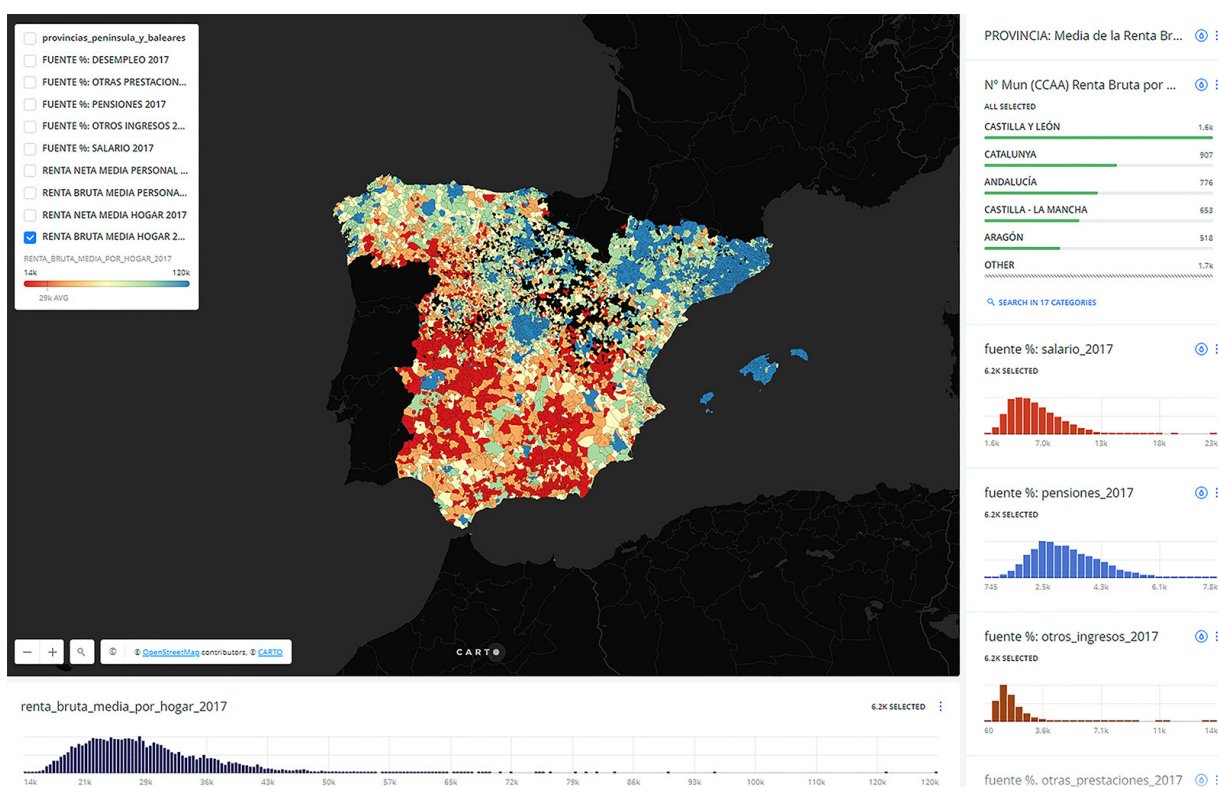 provincias_peninsula_y_baleares
FUENTE %: DESEMPLEO 2017
FUENTE %: OTRAS PRESTACION...
FUENTE %: PENSIONES 2017
FUENTE %: OTROS INGRESOS 2...
FUENTE %: SALARIO 2017
RENTA NETA MEDIA PERSONAL ...
RENTA BRUTA MEDIA PERSONA...
RENTA NETA MEDIA HOGAR 2017
RENTA BRUTA MEDIA HOGAR 2...
RENTA_BRUTA_MEDIA_POR_HOGAR_2017
14k 120k
29k AVG
© OpenStreetMap contributors, © CARTO
CARTO
renta_bruta_media_por_hogar_2017
6.2K SELECTED
14k 21k 29k 36k 43k 50k 57k 65k 72k 79k 86k 93k 100k 110k 120k 120k
PROVINCIA: Media de la Renta Br...
Nº Mun (CCAA) Renta Bruta por ...
ALL SELECTED
CASTILLA Y LEÓN 1.6k
CATALUNYA 907
ANDALUCÍA 776
CASTILLA - LA MANCHA 653
ARAGÓN 518
OTHER 1.7k
SEARCH IN 17 CATEGORIES
fuente %: salario_2017
6.2K SELECTED
1.6k 7.0k 13k 18k 23k
fuente %: pensiones_2017
6.2K SELECTED
745 2.5k 4.3k 6.1k 7.8k
fuente %: otros_ingresos_2017
6.2K SELECTED
60 3.6k 7.1k 11k 14k
fuente %. otras_prestaciones_2017